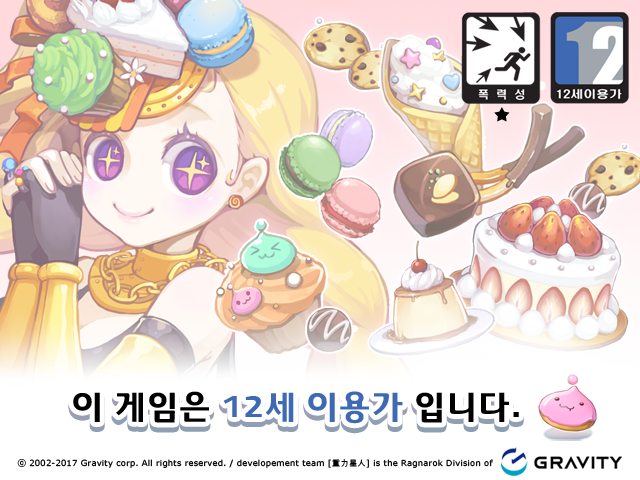 폭력성
12
12세이용가
이 게임은 12세 이용가 입니다.
ⓒ 2002-2017 Gravity corp. All rights reserved. / developement team [重力星人] is the Ragnarok Division of GRAVITY